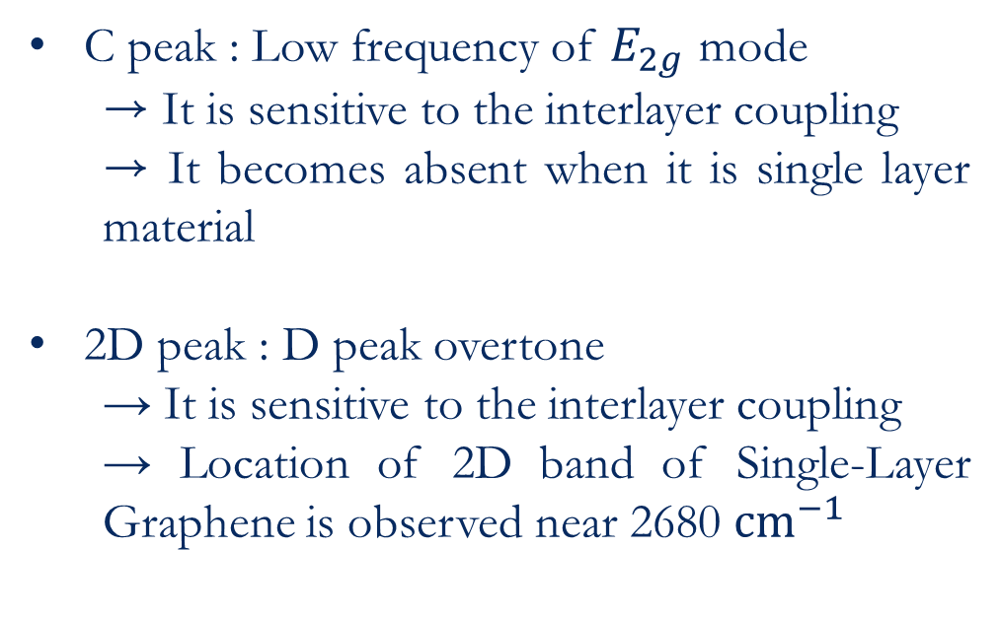 • C peak : Low frequency of $E_{2g}$ mode
→ It is sensitive to the interlayer coupling
→ It becomes absent when it is single layer
material
• 2D peak : D peak overtone
→ It is sensitive to the interlayer coupling
→ Location of 2D band of Single-Layer
Graphene is observed near 2680 cm⁻¹